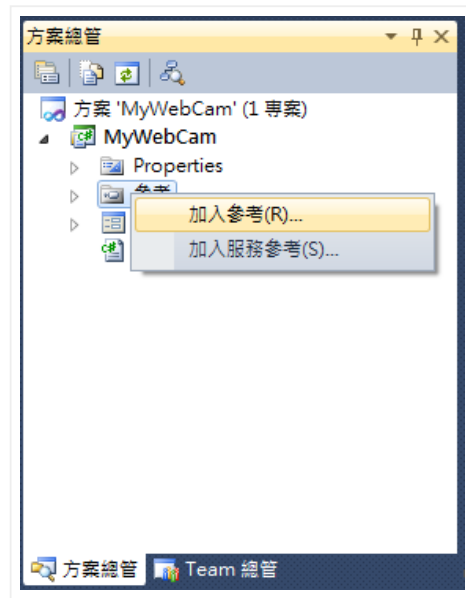 方案總管
方案 'MyWebCam' (1 專案)
MyWebCam
Properties
參考
加入參考(R)...
加入服務參考(S)...
方案總管
Team 總管